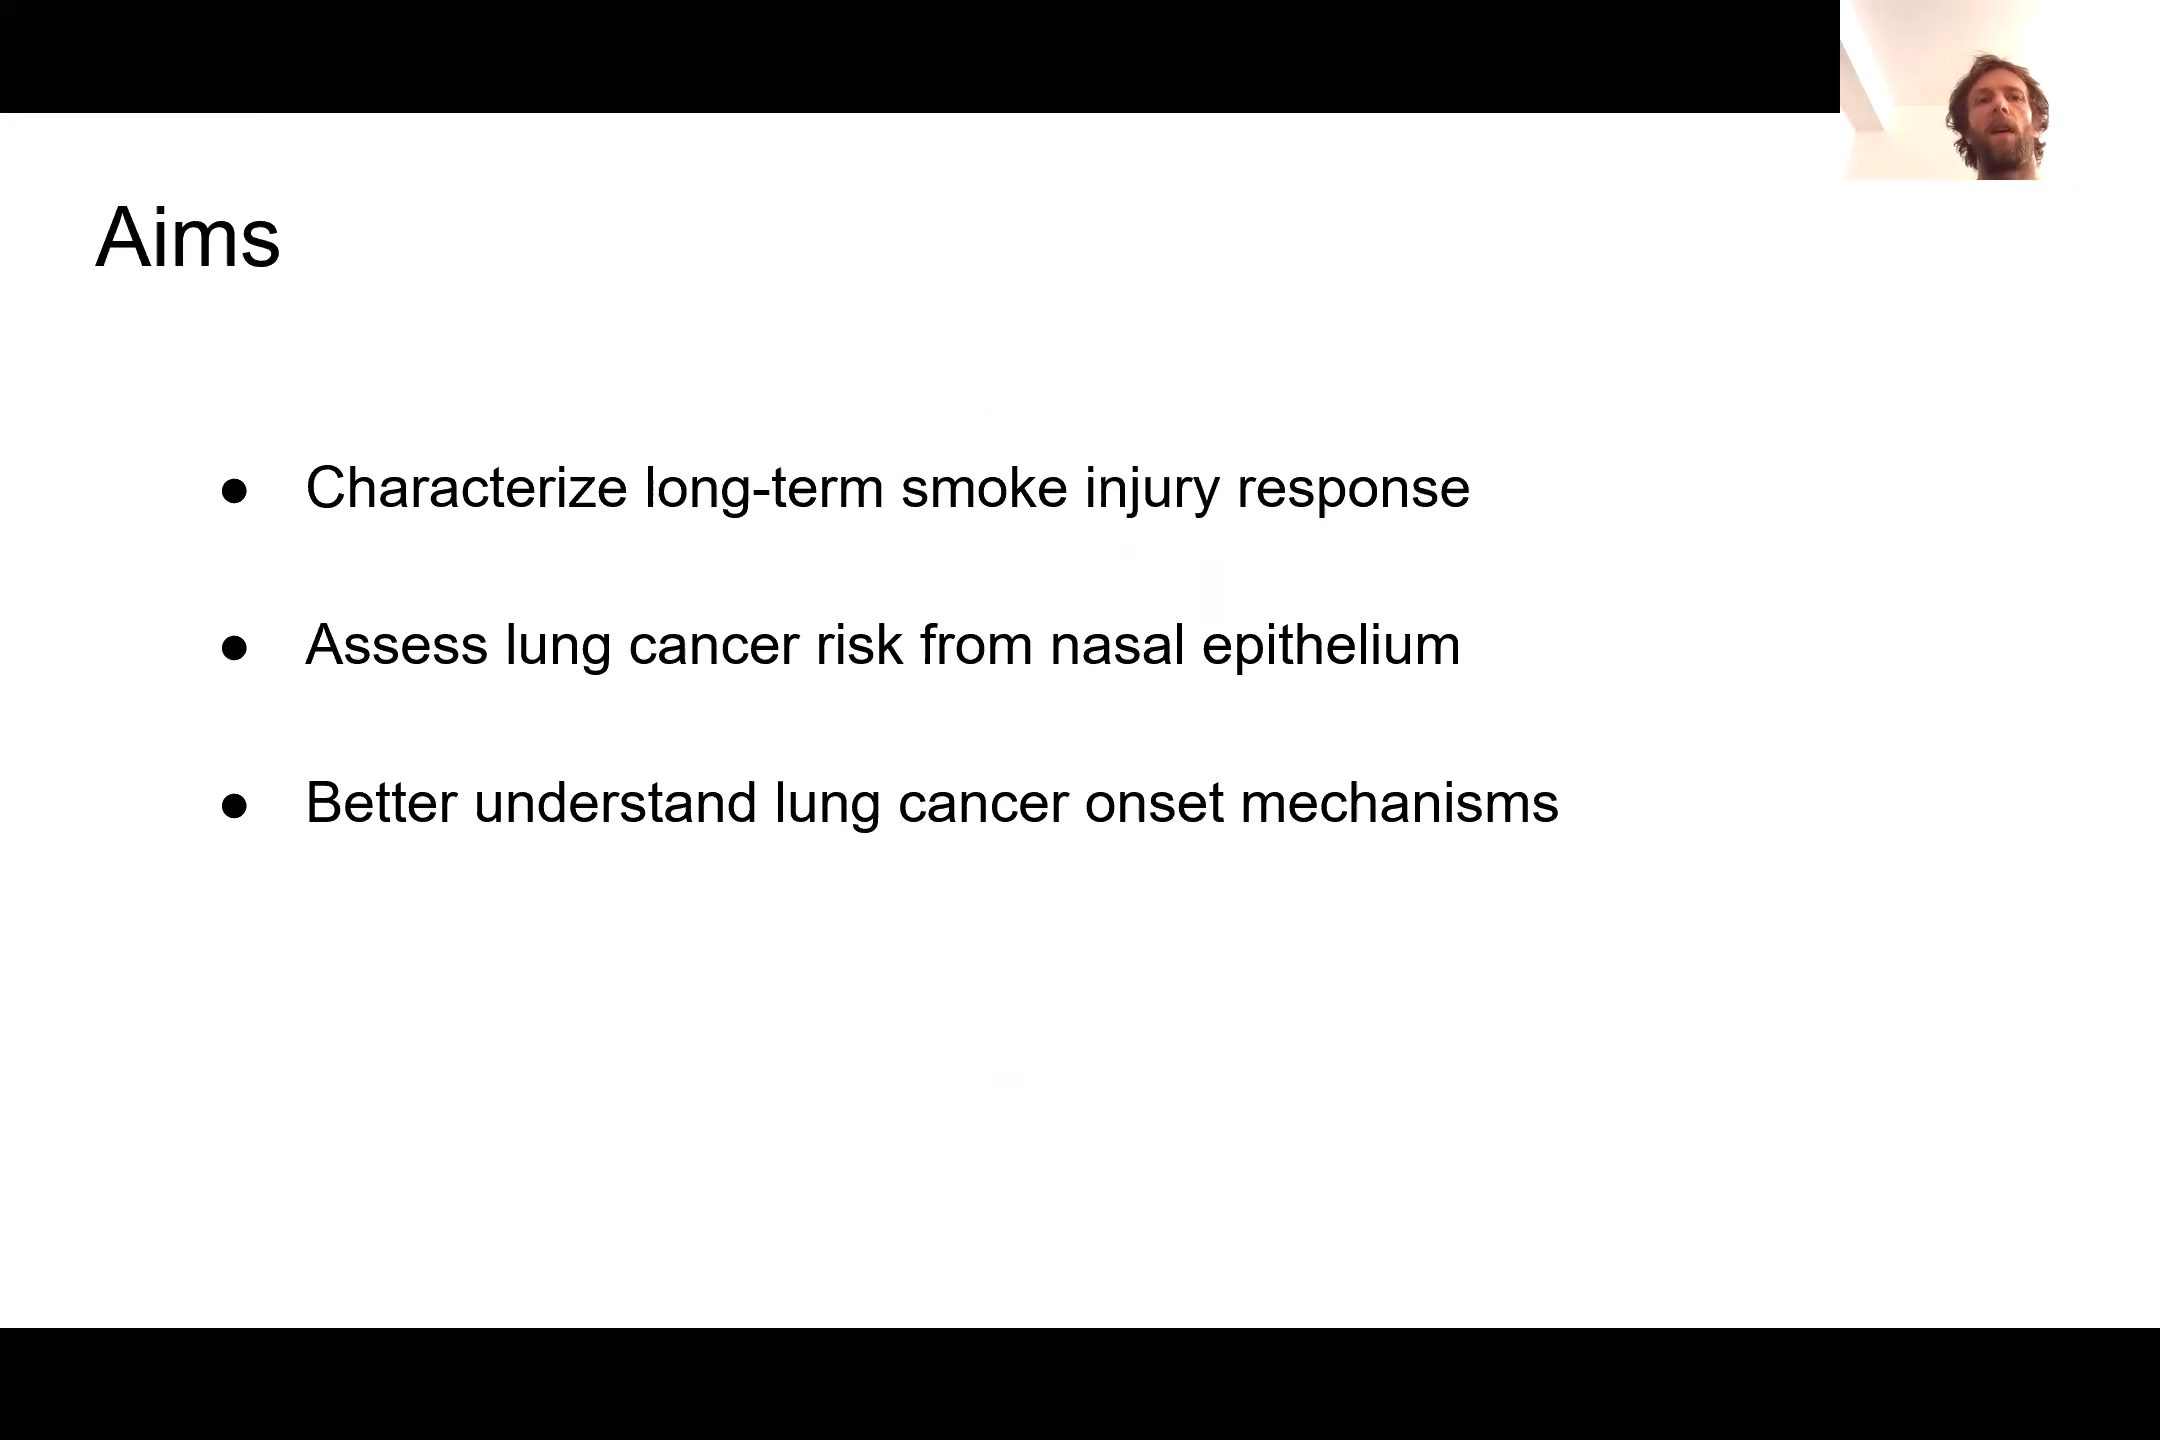 Aims
● Characterize long-term smoke injury response
● Assess lung cancer risk from nasal epithelium
● Better understand lung cancer onset mechanisms